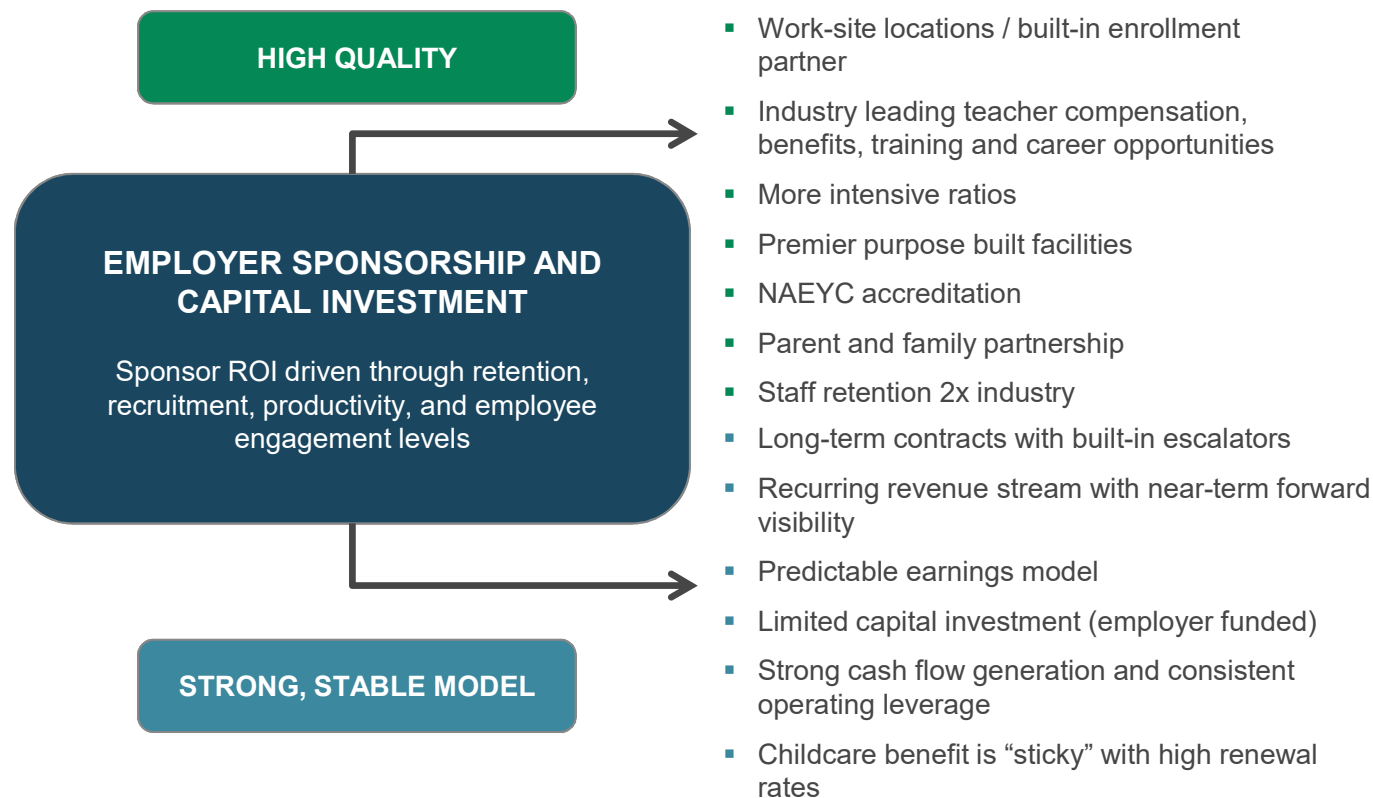 HIGH QUALITY
EMPLOYER SPONSORSHIP AND
CAPITAL INVESTMENT
Sponsor ROI driven through retention,
recruitment, productivity, and employee
engagement levels
STRONG, STABLE MODEL
▪ Work-site locations / built-in enrollment
partner
▪ Industry leading teacher compensation,
benefits, training and career opportunities
▪ More intensive ratios
▪ Premier purpose built facilities
▪ NAEYC accreditation
▪ Parent and family partnership
▪ Staff retention 2x industry
▪ Long-term contracts with built-in escalators
▪ Recurring revenue stream with near-term forward
visibility
▪ Predictable earnings model
▪ Limited capital investment (employer funded)
▪ Strong cash flow generation and consistent
operating leverage
▪ Childcare benefit is “sticky” with high renewal
rates